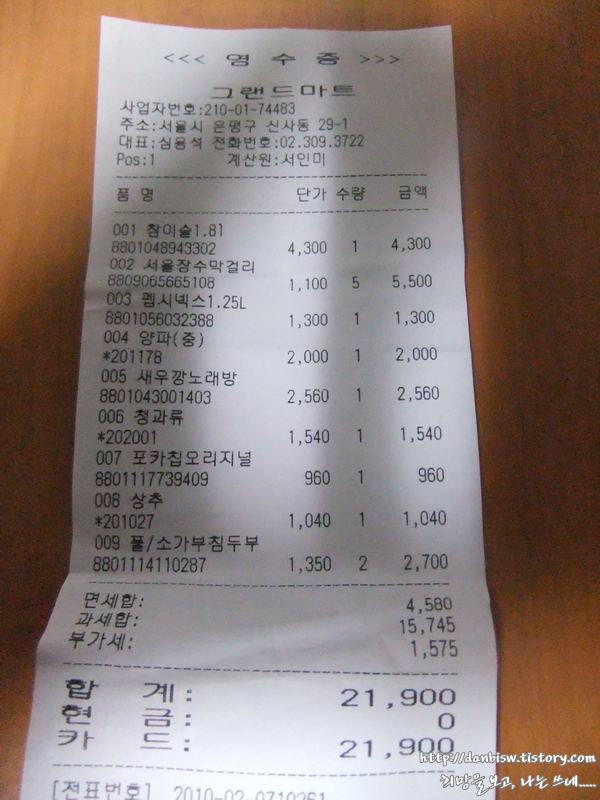 <<< 영 수 증 >>>
그랜드마트
사업자번호:210-01-74483
주소:서울시 은평구 신사동 29-1
대표:심용석 전화번호:02.309.3722
Pos:1 계산원:서인미
품 명 단가 수량 금액
001 참이슬1.8l
8801048943302 4,300 1 4,300
002 서울장수막걸리
8809065665108 1,100 5 5,500
003 펩시넥스1.25L
8801056032388 1,300 1 1,300
004 양파(중)
*201178 2,000 1 2,000
005 새우깡노래방
8801043001403 2,560 1 2,560
006 청과류
*202001 1,540 1 1,540
007 포카칩오리지널
8801117739409 960 1 960
008 상추
*201027 1,040 1 1,040
009 풀/소가부침두부
8801114110287 1,350 2 2,700
면세합: 4,580
과세합: 15,745
부가세: 1,575
합 계: 21,900
현 금: 0
카 드: 21,900
[전표번호] 2010-02-0710261
http://danbisw.tistory.com
희망을 보고, 나는 쓰네.....